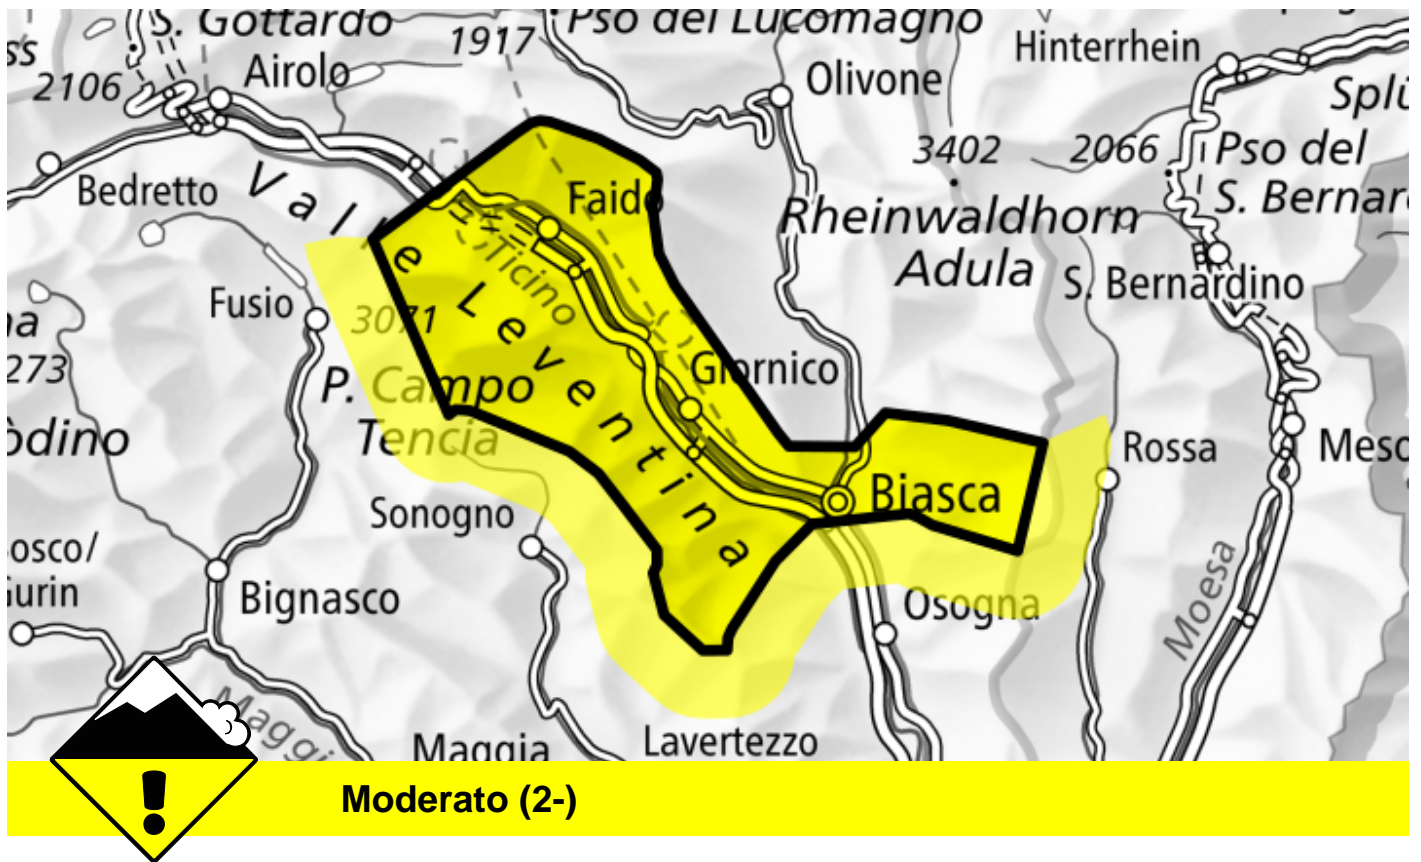 S. Gottardo
Pso del Lucomagno
1917
Hinterrhein
ss
2106
Airolo
Olivone
Splü
3402
2066
Pso del
S. Bernar
Bedretto
Valle Leventina
Faido
Rheinwaldhorn
Adula
S. Bernardino
Ticino
Fusio
3071
na
273
P. Campo
Tencia
Giornico
òdino
Rossa
Meso
Biasca
Sonogno
osco/
Gurin
Bignasco
Osogna
Moesa
Maggi
Maggia
Lavertezzo
Moderato (2-)